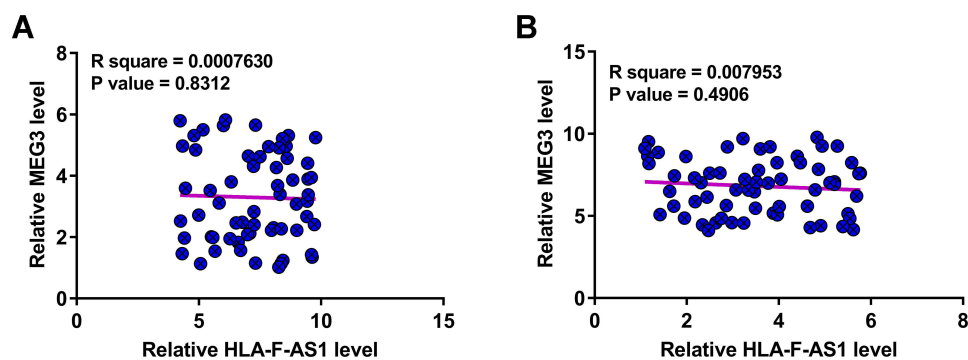 A
R square = 0.0007630
P value = 0.8312
Relative MEG3 level
8
6
4
2
0
0 5 10 15
Relative HLA-F-AS1 level
B
R square = 0.007953
P value = 0.4906
Relative MEG3 level
15
10
5
0
0 2 4 6 8
Relative HLA-F-AS1 level